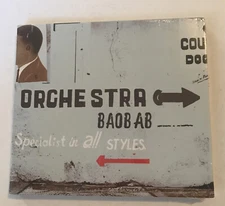 COU
DOO
ORCHESTRA
BAOBAB
Specialist in all STYLES